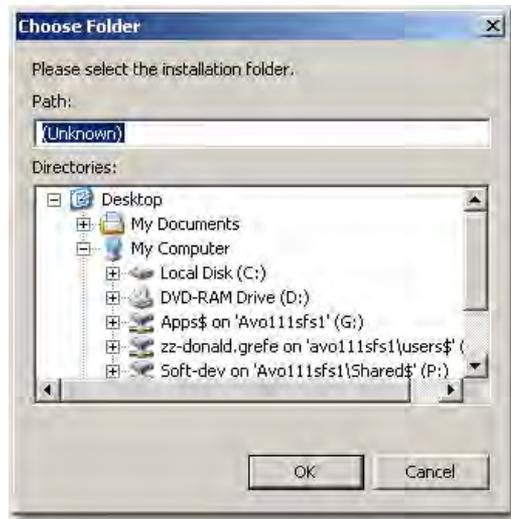 Choose Folder
Please select the installation folder.
Path:
(Unknown)
Directories:
Desktop
My Documents
My Computer
Local Disk (C:)
DVD-RAM Drive (D:)
Apps$ on 'Avo111sfs1' (G:)
zz-donald.grefe on 'avo111sfs1\users$' (
Soft-dev on 'Avo111sfs1\Shared$' (P:)
OK
Cancel